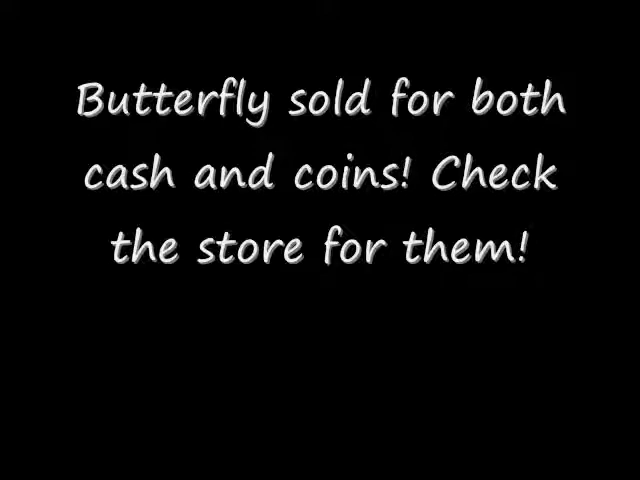 Butterfly sold for both
cash and coins! Check
the store for them!